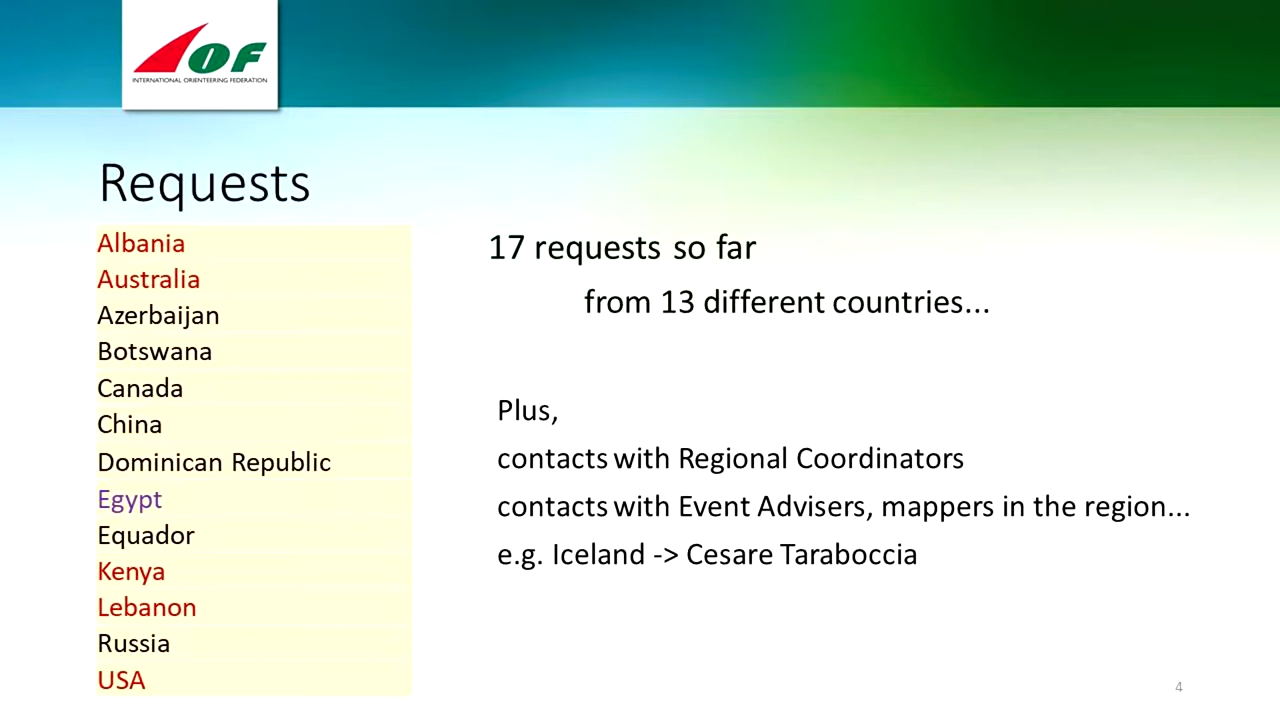 IOF
INTERNATIONAL ORIENTEERING FEDERATION
Requests
Albania
Australia
Azerbaijan
Botswana
Canada
China
Dominican Republic
Egypt
Equador
Kenya
Lebanon
Russia
USA
17 requests so far
from 13 different countries...
Plus,
contacts with Regional Coordinators
contacts with Event Advisers, mappers in the region...
e.g. Iceland -> Cesare Taraboccia
4